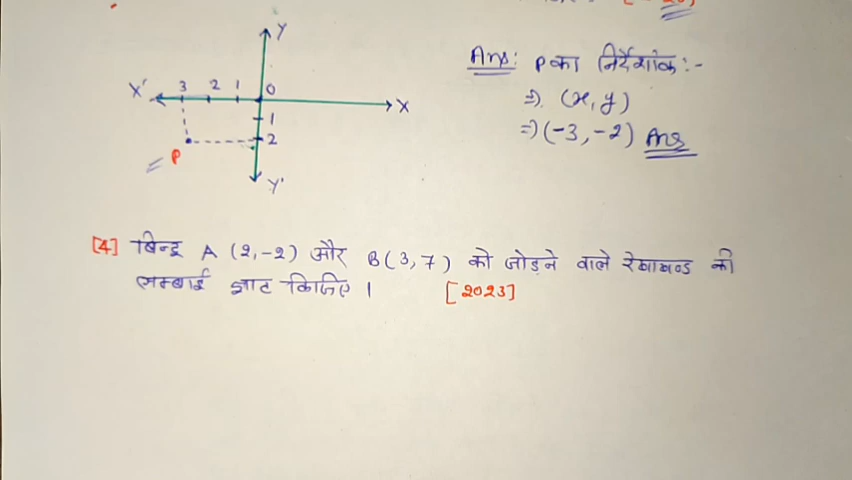 Y
X' 3 2 1 0 X
1
2
P
Y'
Ans: P का निर्देशांक :-
⇒ (x, y)
⇒ (-3, -2) Ans
[4] बिन्दू A (2, -2) और B (3, 7) को जोड़ने वाले रेखाखण्ड की
लम्बाई ज्ञात किजिए । [2023]